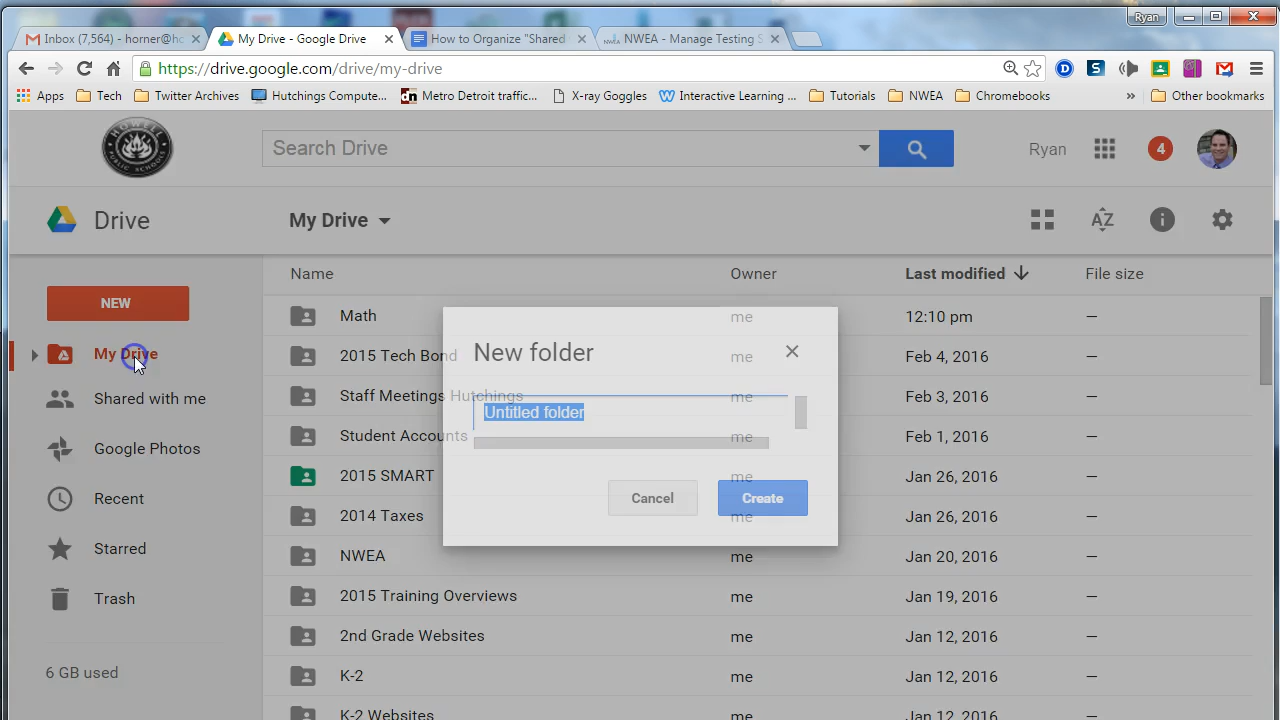 Ryan
Inbox (7,564) - horner@hc
My Drive - Google Drive
How to Organize "Shared
NWEA - Manage Testing S
https://drive.google.com/drive/my-drive
Apps
Tech
Twitter Archives
Hutchings Compute...
Metro Detroit traffic...
X-ray Goggles
Interactive Learning ...
Tutorials
NWEA
Chromebooks
»
Other bookmarks
HOWELL
PUBLIC SCHOOLS
Search Drive
Ryan
4
Drive
My Drive
NEW
My Drive
Shared with me
Google Photos
Recent
Starred
Trash
6 GB used
Name Owner Last modified File size
Math me 12:10 pm —
2015 Tech Bond me Feb 4, 2016 —
Staff Meetings Hutchings me Feb 3, 2016 —
Student Accounts me Feb 1, 2016 —
2015 SMART me Jan 26, 2016 —
2014 Taxes me Jan 26, 2016 —
NWEA me Jan 20, 2016 —
2015 Training Overviews me Jan 19, 2016 —
2nd Grade Websites me Jan 12, 2016 —
K-2 me Jan 12, 2016 —
K-2 Websites me Jan 12, 2016 —
New folder
Untitled folder
Cancel
Create